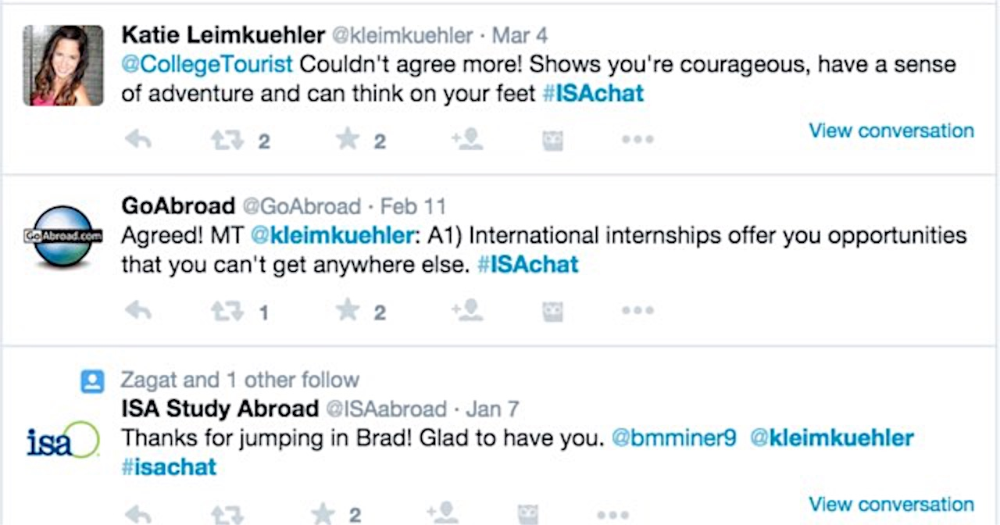 Katie Leimkuehler @kleimkuehler · Mar 4
@CollegeTourist Couldn't agree more! Shows you're courageous, have a sense
of adventure and can think on your feet #ISAchat
2 2
View conversation
GoAbroad @GoAbroad · Feb 11
GoAbroad.com
Agreed! MT @kleimkuehler: A1) International internships offer you opportunities
that you can't get anywhere else. #ISAchat
1 2
Zagat and 1 other follow
ISA Study Abroad @ISAabroad · Jan 7
isa
Thanks for jumping in Brad! Glad to have you. @bmminer9 @kleimkuehler
#isachat
2
View conversation